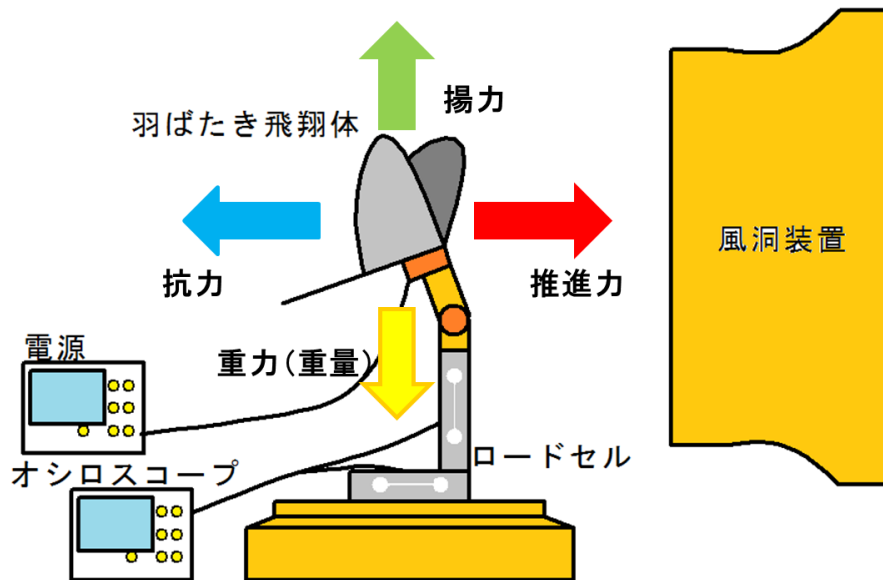 揚力
羽ばたき飛翔体
風洞装置
抗力
推進力
電源
重力(重量)
ロードセル
オシロスコープ